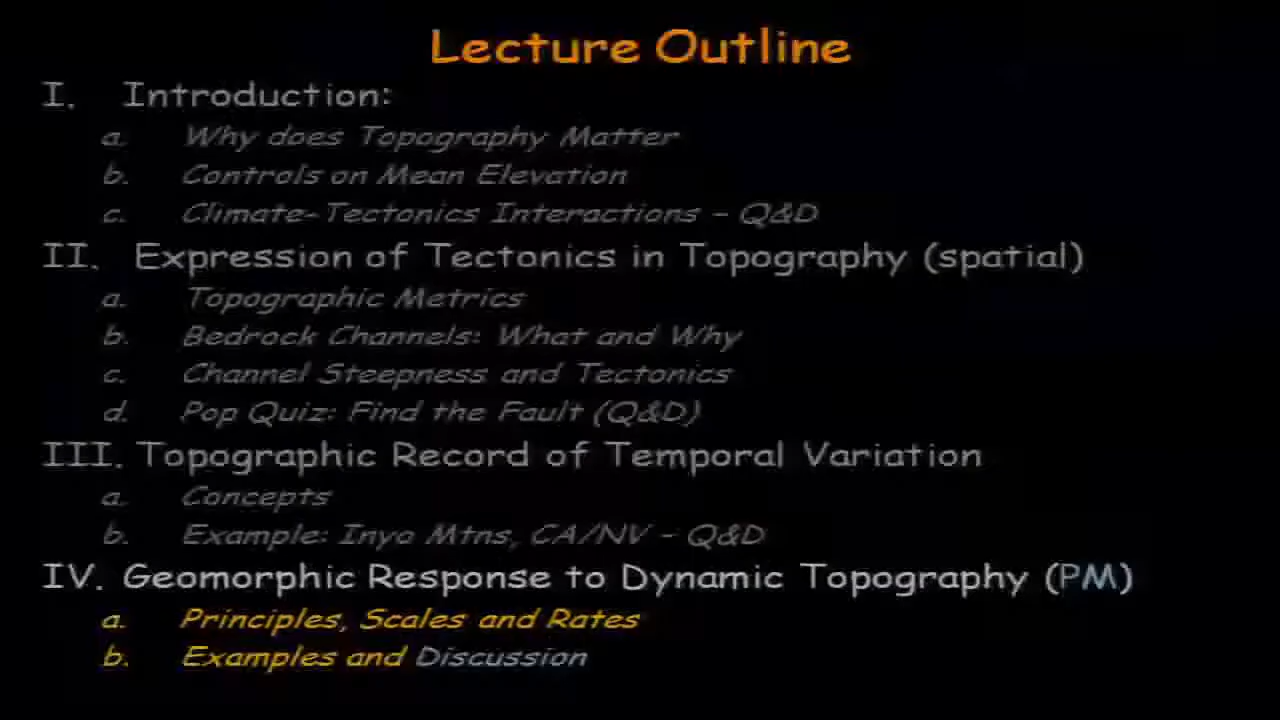 Lecture Outline
I. Introduction:
a. Why does Topography Matter
b. Controls on Mean Elevation
c. Climate-Tectonics Interactions – Q&D
II. Expression of Tectonics in Topography (spatial)
a. Topographic Metrics
b. Bedrock Channels: What and Why
c. Channel Steepness and Tectonics
d. Pop Quiz: Find the Fault (Q&D)
III. Topographic Record of Temporal Variation
a. Concepts
b. Example: Inyo Mtns, CA/NV – Q&D
IV. Geomorphic Response to Dynamic Topography (PM)
a. Principles, Scales and Rates
b. Examples and Discussion